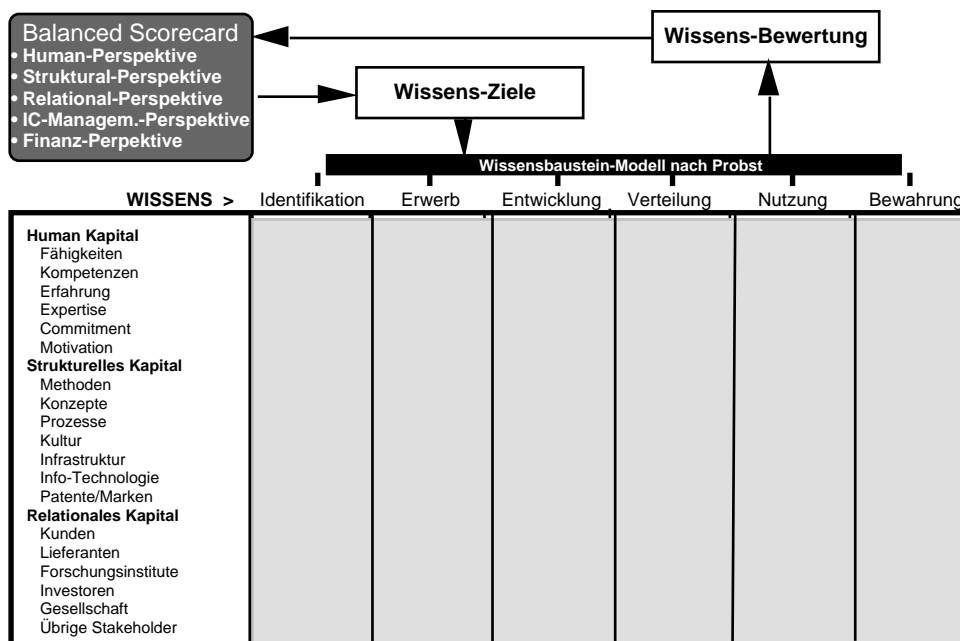 Balanced Scorecard
• Human-Perspektive
• Struktural-Perspektive
• Relational-Perspektive
• IC-Managem.-Perspektive
• Finanz-Perpektive
Wissens-Bewertung
Wissens-Ziele
Wissensbaustein-Modell nach Probst
WISSENS > Identifikation Erwerb Entwicklung Verteilung Nutzung Bewahrung
Human Kapital
Fähigkeiten
Kompetenzen
Erfahrung
Expertise
Commitment
Motivation
Strukturelles Kapital
Methoden
Konzepte
Prozesse
Kultur
Infrastruktur
Info-Technologie
Patente/Marken
Relationales Kapital
Kunden
Lieferanten
Forschungsinstitute
Investoren
Gesellschaft
Übrige Stakeholder